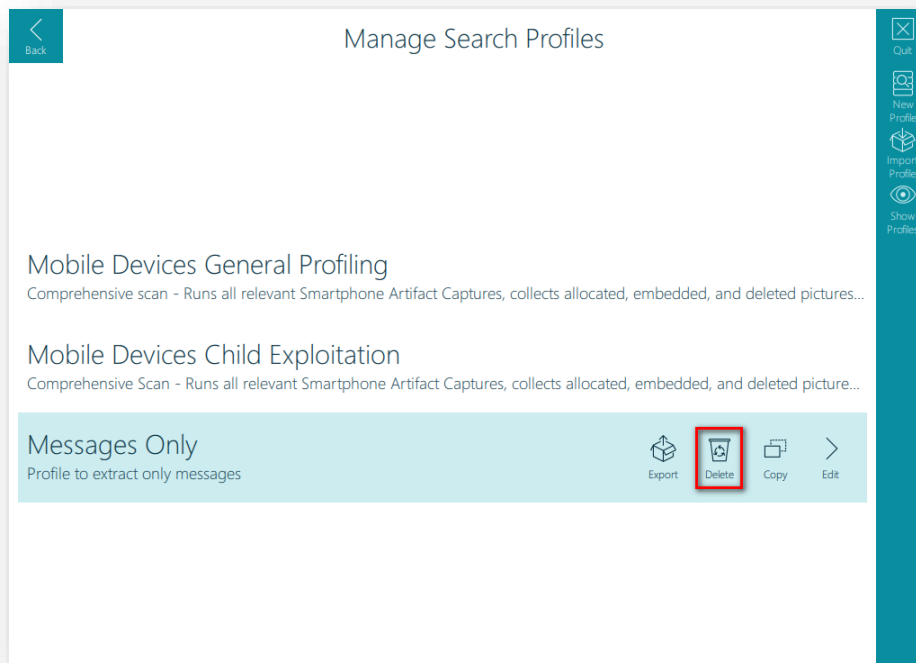 Back
Manage Search Profiles
Quit
New
Profile
Import
Profile
Show
Profiles
Mobile Devices General Profiling
Comprehensive scan - Runs all relevant Smartphone Artifact Captures, collects allocated, embedded, and deleted pictures...
Mobile Devices Child Exploitation
Comprehensive Scan - Runs all relevant Smartphone Artifact Captures, collects allocated, embedded, and deleted picture...
Messages Only
Profile to extract only messages
Export
Delete
Copy
Edit